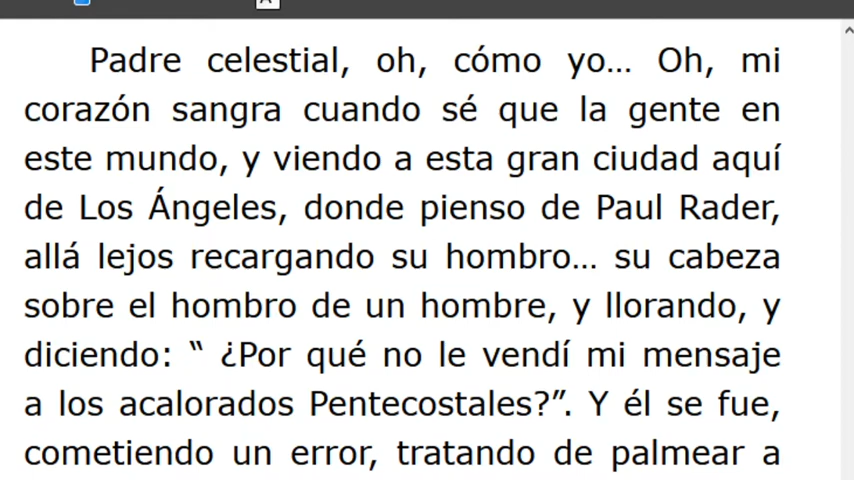 Padre celestial, oh, cómo yo... Oh, mi
corazón sangra cuando sé que la gente en
este mundo, y viendo a esta gran ciudad aquí
de Los Ángeles, donde pienso de Paul Rader,
allá lejos recargando su hombro... su cabeza
sobre el hombro de un hombre, y llorando, y
diciendo: “ ¿Por qué no le vendí mi mensaje
a los acalorados Pentecostales?”. Y él se fue,
cometiendo un error, tratando de palmear a